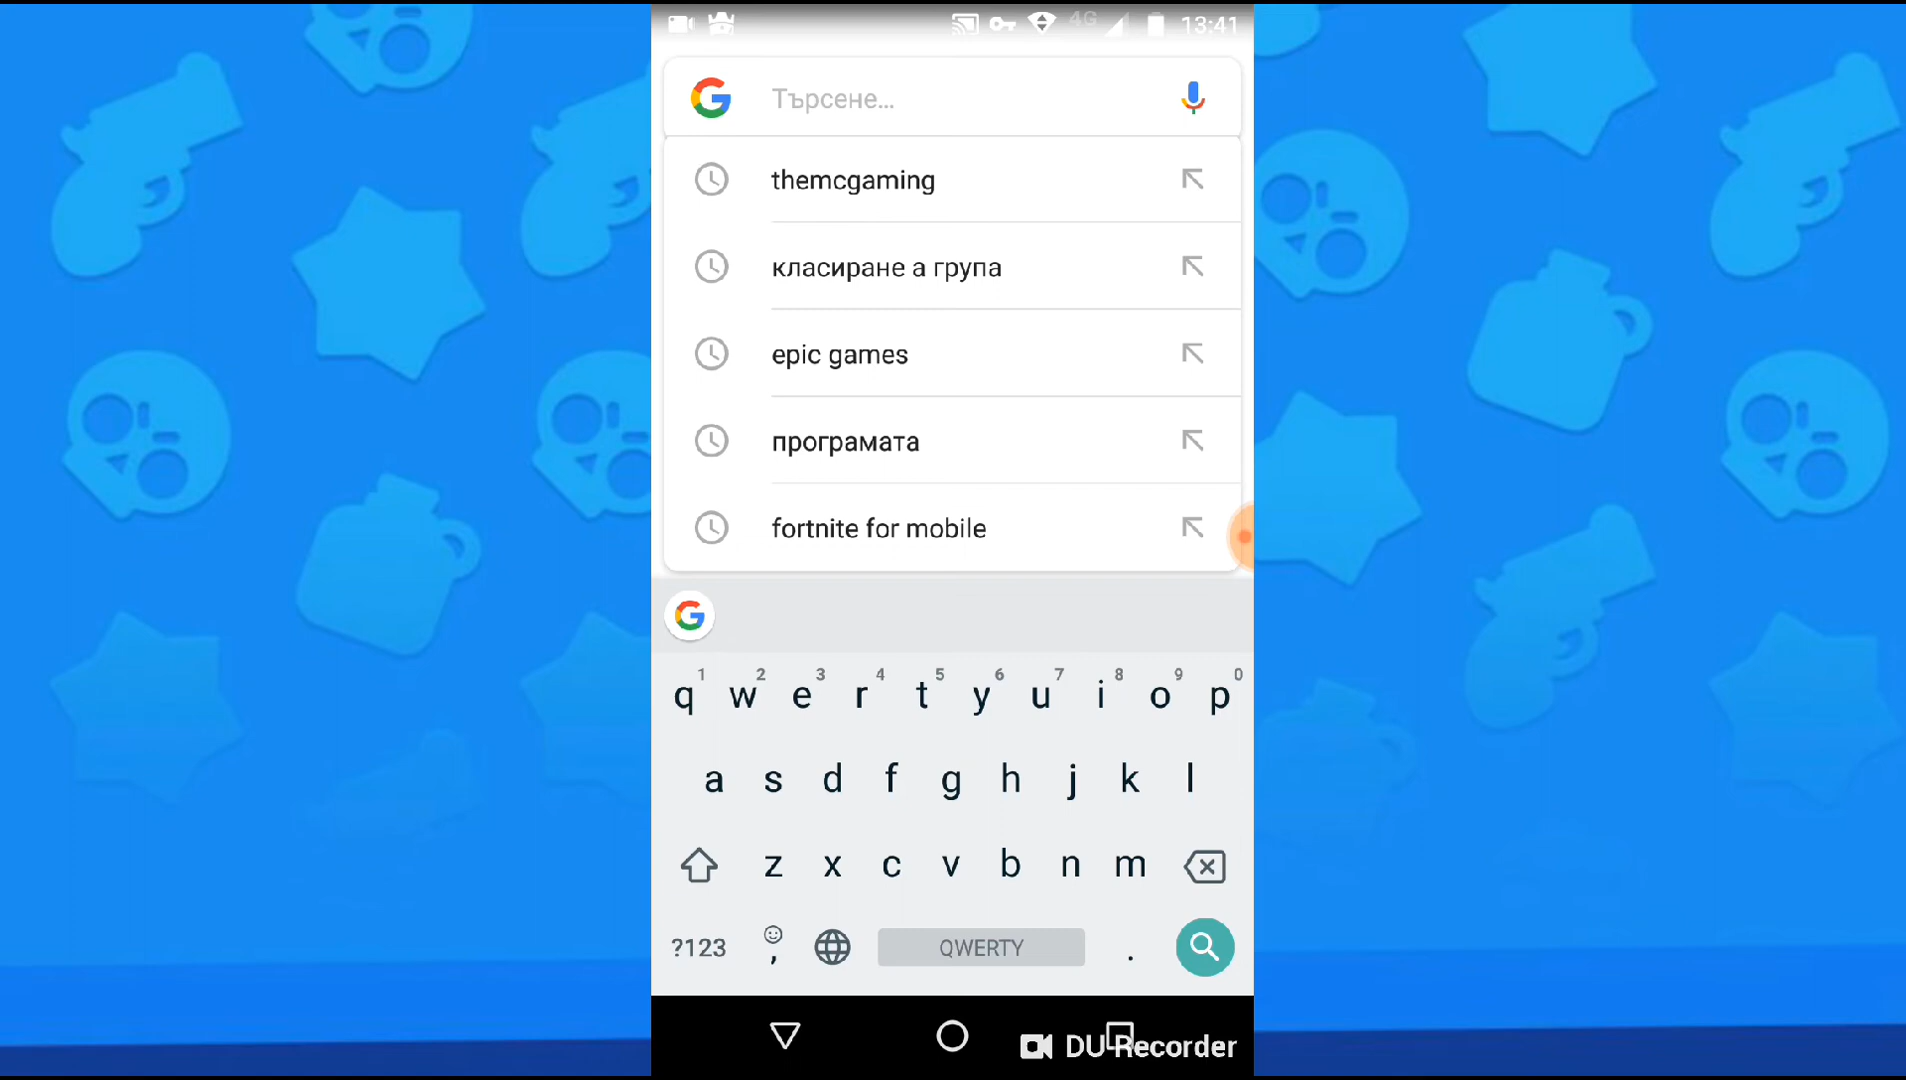 4G 13:41
Търсене...
themcgaming
класиране а група
epic games
програмата
fortnite for mobile
1 2 3 4 5 6 7 8 9 0
q w e r t y u i o p
a s d f g h j k l
z x c v b n m
?123 , QWERTY .
DU Recorder